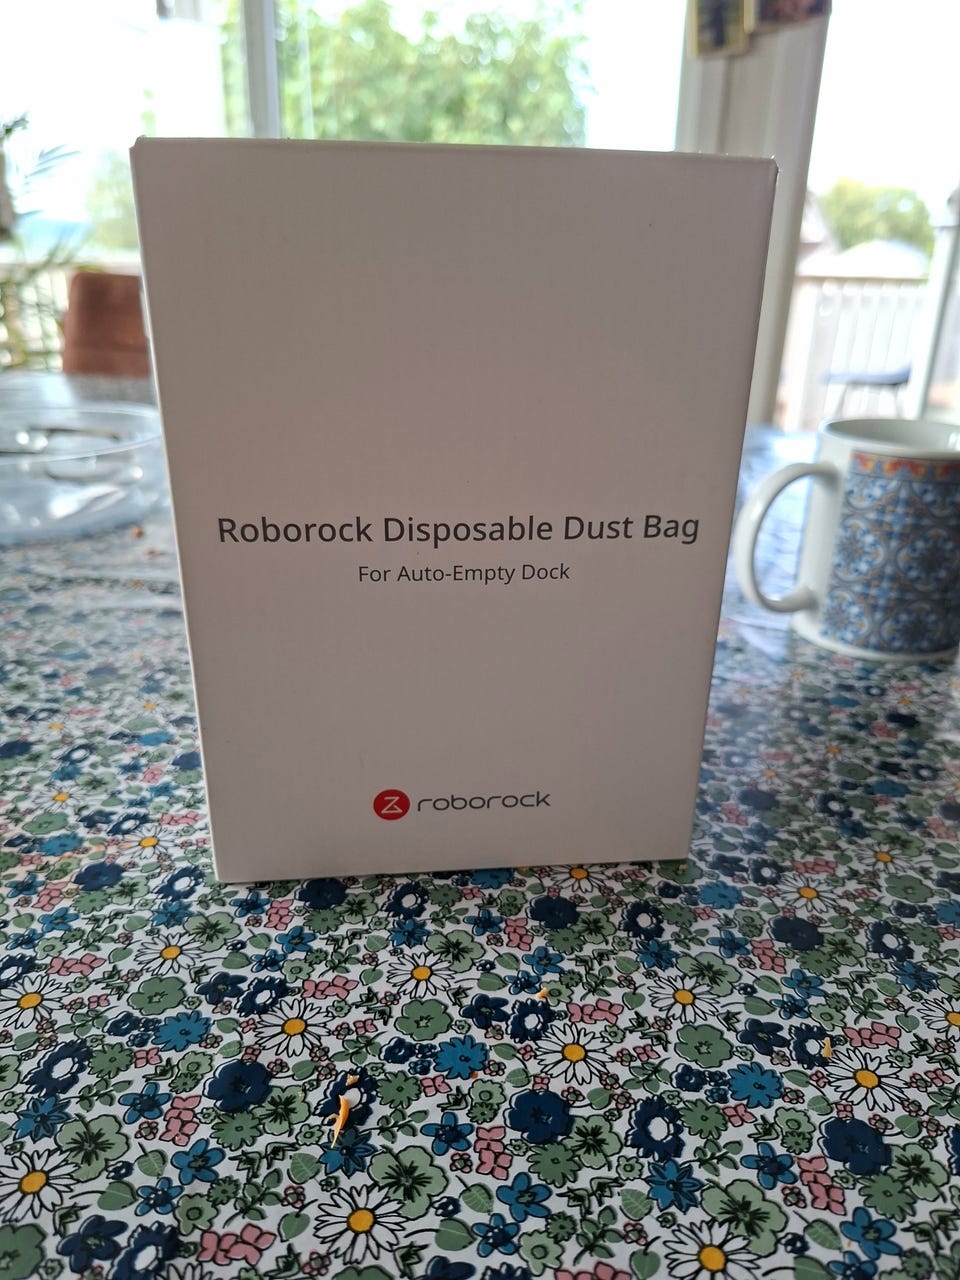 Roborock Disposable Dust Bag
For Auto-Empty Dock
roborock